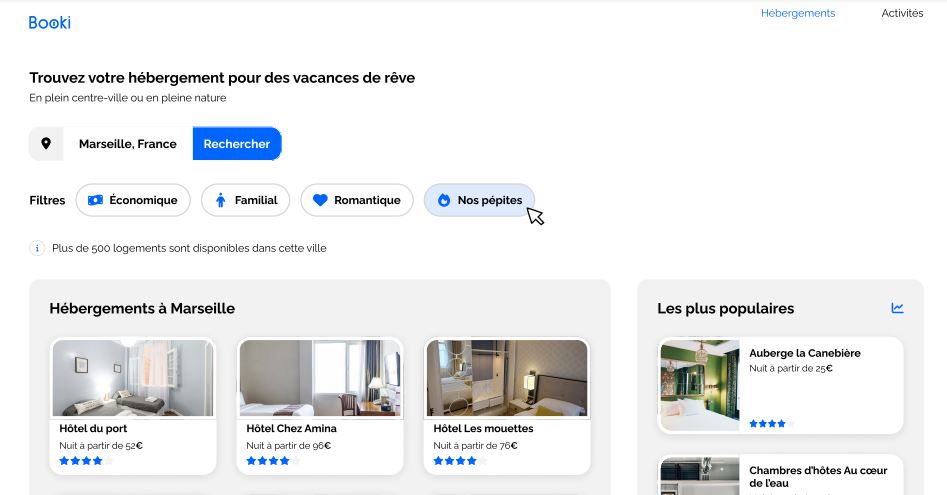 Booki
Hébergements
Activités
Trouvez votre hébergement pour des vacances de rêve
En plein centre-ville ou en pleine nature
Marseille, France
Rechercher
Filtres
Économique
Familial
Romantique
Nos pépites
Plus de 500 logements sont disponibles dans cette ville
Hébergements à Marseille
Hôtel du port
Nuit à partir de 52€
Hôtel Chez Amina
Nuit à partir de 96€
Hôtel Les mouettes
Nuit à partir de 76€
Les plus populaires
Auberge la Canebière
Nuit à partir de 25€
Chambres d'hôtes Au cœur
de l'eau